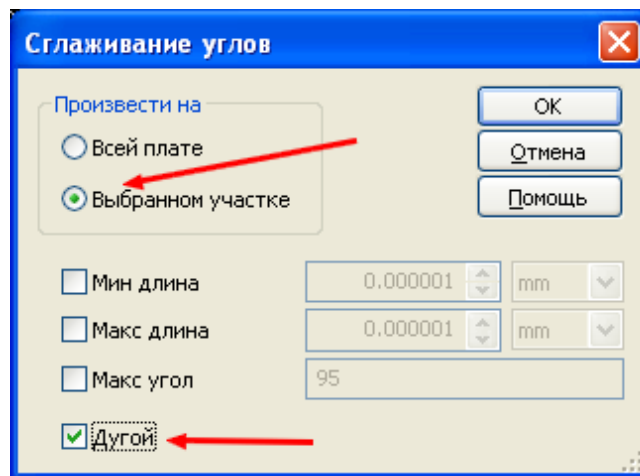 Сглаживание углов
Произвести на
Всей плате
Выбранном участке
OK
Отмена
Помощь
Мин длина 0.000001 mm
Макс длина 0.000001 mm
Макс угол 95
Дугой